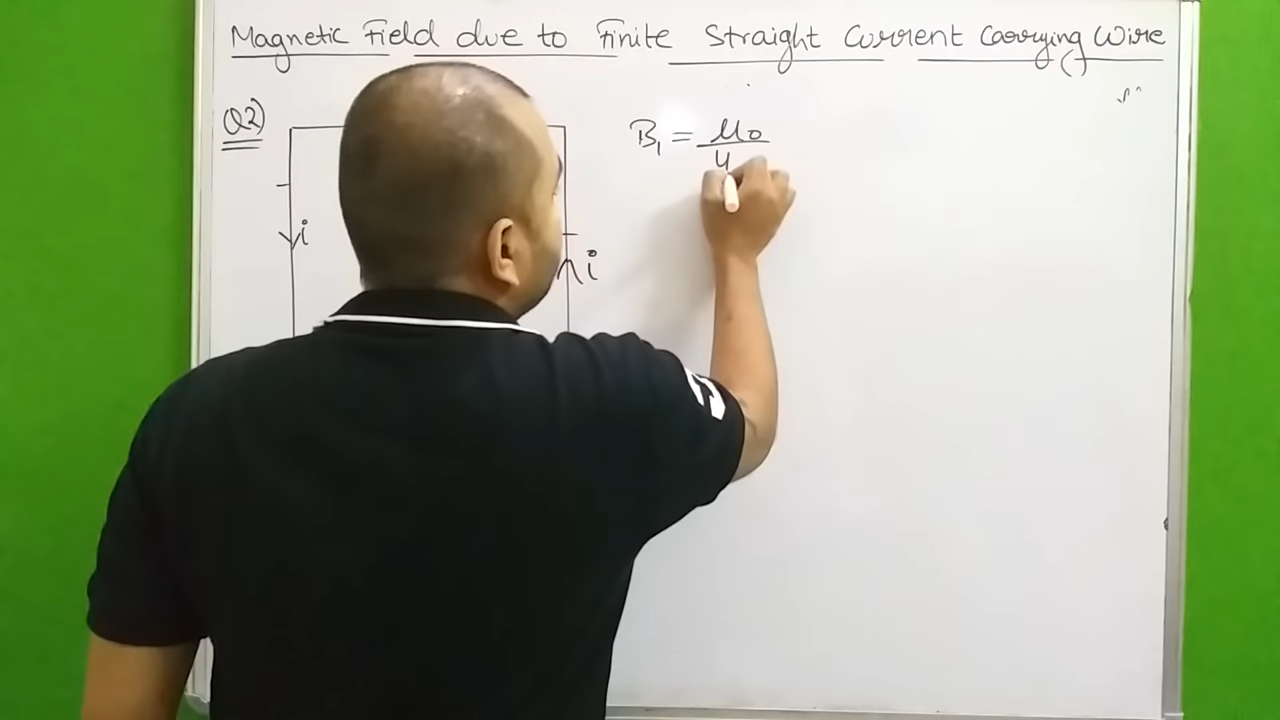 Magnetic Field due to Finite Straight Current Carrying Wire
Q2)
B₁ = μ₀
4
i
i